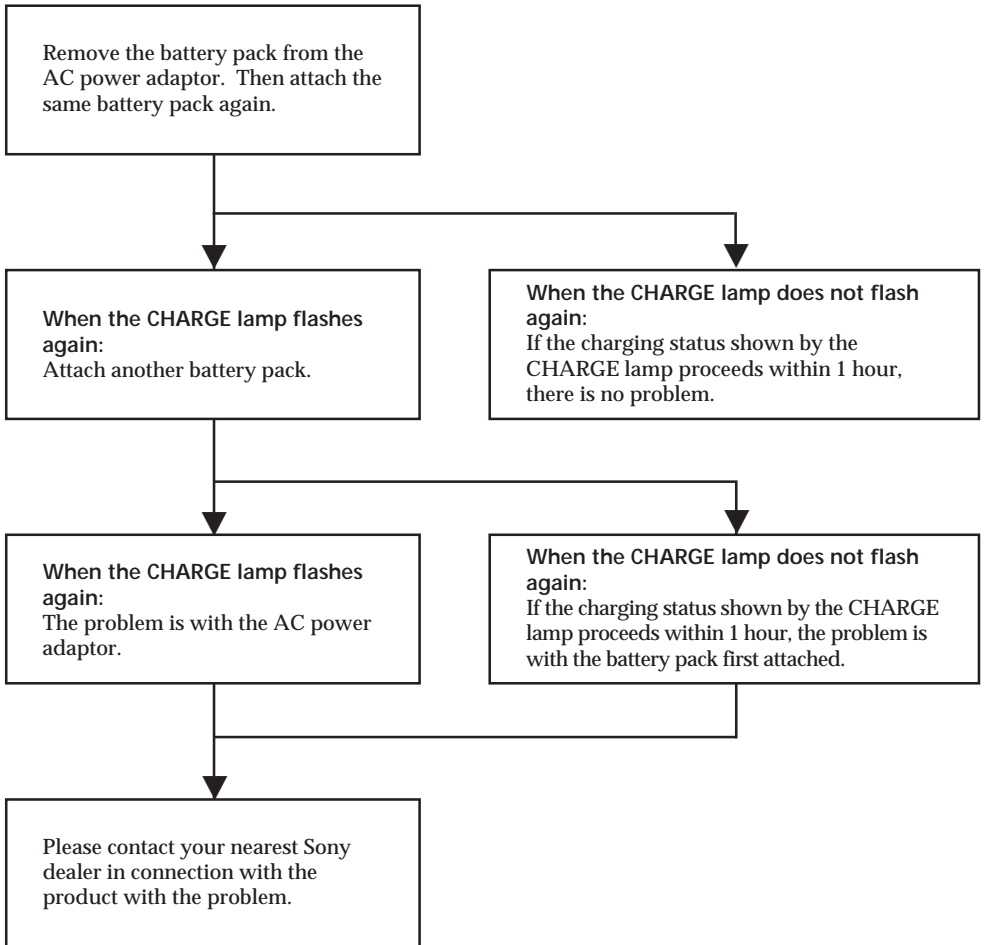 Remove the battery pack from the
AC power adaptor. Then attach the
same battery pack again.
When the CHARGE lamp flashes
again:
Attach another battery pack.
When the CHARGE lamp does not flash
again:
If the charging status shown by the
CHARGE lamp proceeds within 1 hour,
there is no problem.
When the CHARGE lamp flashes
again:
The problem is with the AC power
adaptor.
When the CHARGE lamp does not flash
again:
If the charging status shown by the CHARGE
lamp proceeds within 1 hour, the problem is
with the battery pack first attached.
Please contact your nearest Sony
dealer in connection with the
product with the problem.